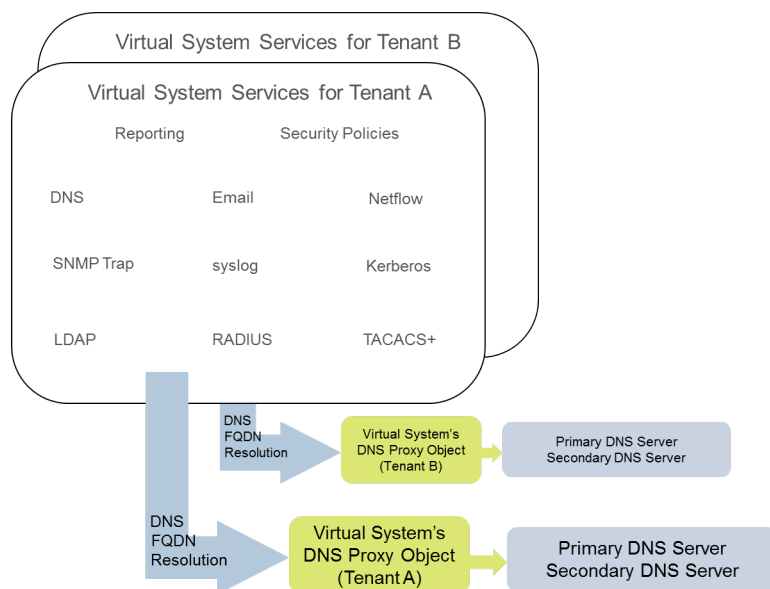 Virtual System Services for Tenant B
Virtual System Services for Tenant A
Reporting
Security Policies
DNS
Email
Netflow
SNMP Trap
syslog
Kerberos
LDAP
RADIUS
TACACS+
DNS
FQDN
Resolution
Virtual System's
DNS Proxy Object
(Tenant B)
Primary DNS Server
Secondary DNS Server
DNS
FQDN
Resolution
Virtual System's
DNS Proxy Object
(Tenant A)
Primary DNS Server
Secondary DNS Server